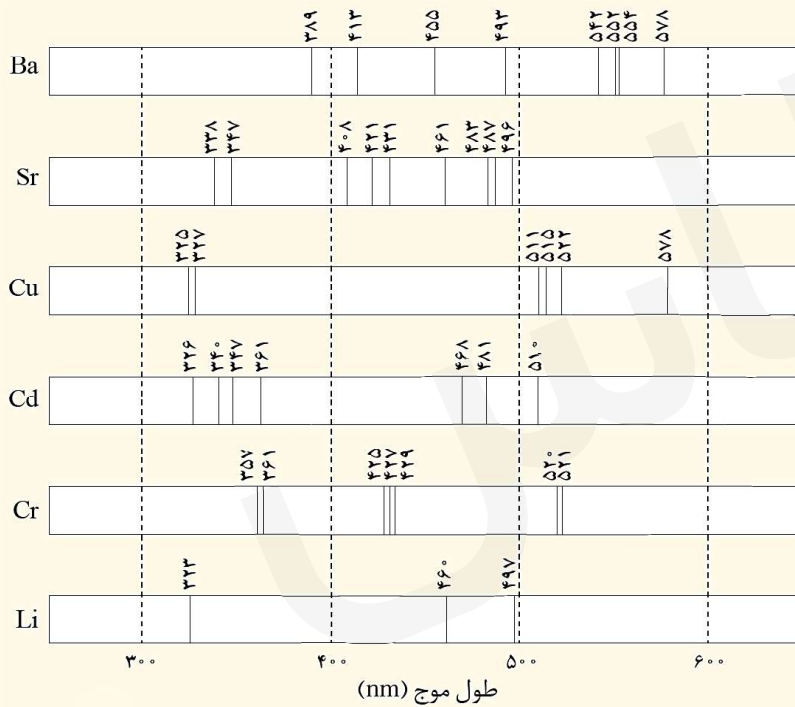 ۳۸۹ ۴۱۳ ۴۵۵ ۴۹۳ ۵۴۲ ۵۵۲ ۵۵۴ ۵۷۸
Ba
۳۳۸ ۳۴۷ ۴۰۸ ۴۲۱ ۴۳۱ ۴۶۱ ۴۸۳ ۴۸۷ ۴۹۶
Sr
۳۲۵ ۳۲۷ ۵۱۱ ۵۱۵ ۵۲۲ ۵۷۸
Cu
۳۲۶ ۳۴۰ ۳۴۷ ۳۶۱ ۴۶۸ ۴۸۱ ۵۱۰
Cd
۳۵۷ ۳۶۱ ۴۲۵ ۴۲۷ ۴۲۹ ۵۲۰ ۵۲۱
Cr
۳۲۳ ۴۶۰ ۴۹۷
Li
۳۰۰ ۴۰۰ ۵۰۰ ۶۰۰
طول موج (nm)